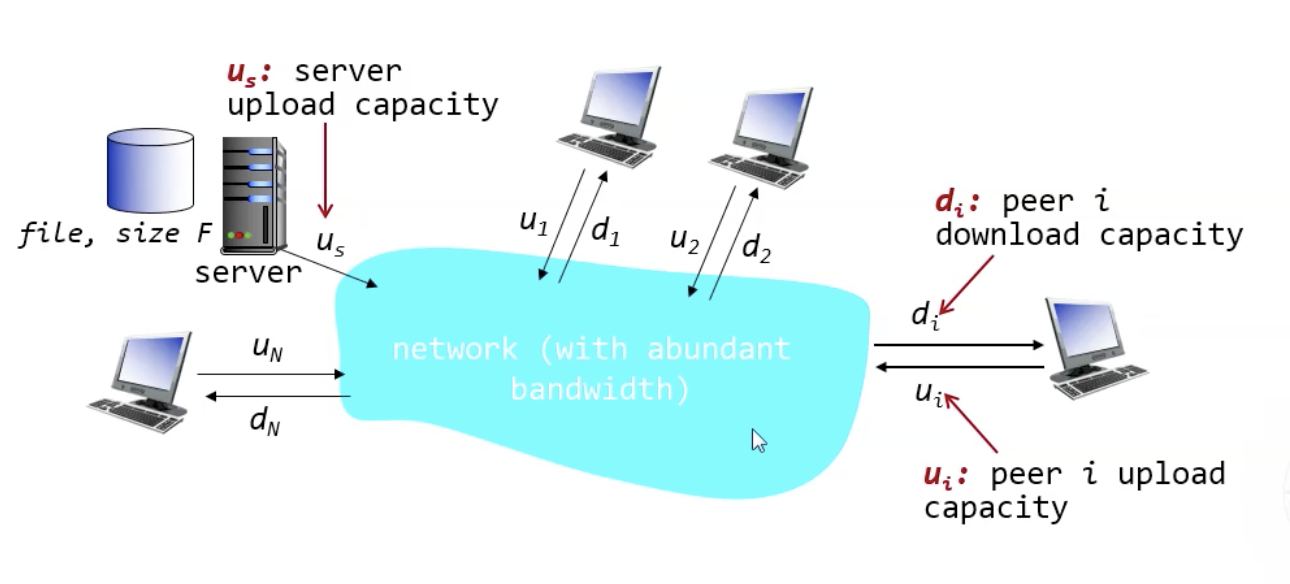 u_s: server
upload capacity
file, size F
server
u_s
u_1
d_1
u_2
d_2
d_i: peer i
download capacity
d_i
u_i
u_i: peer i upload
capacity
network (with abundant
bandwidth)
u_N
d_N